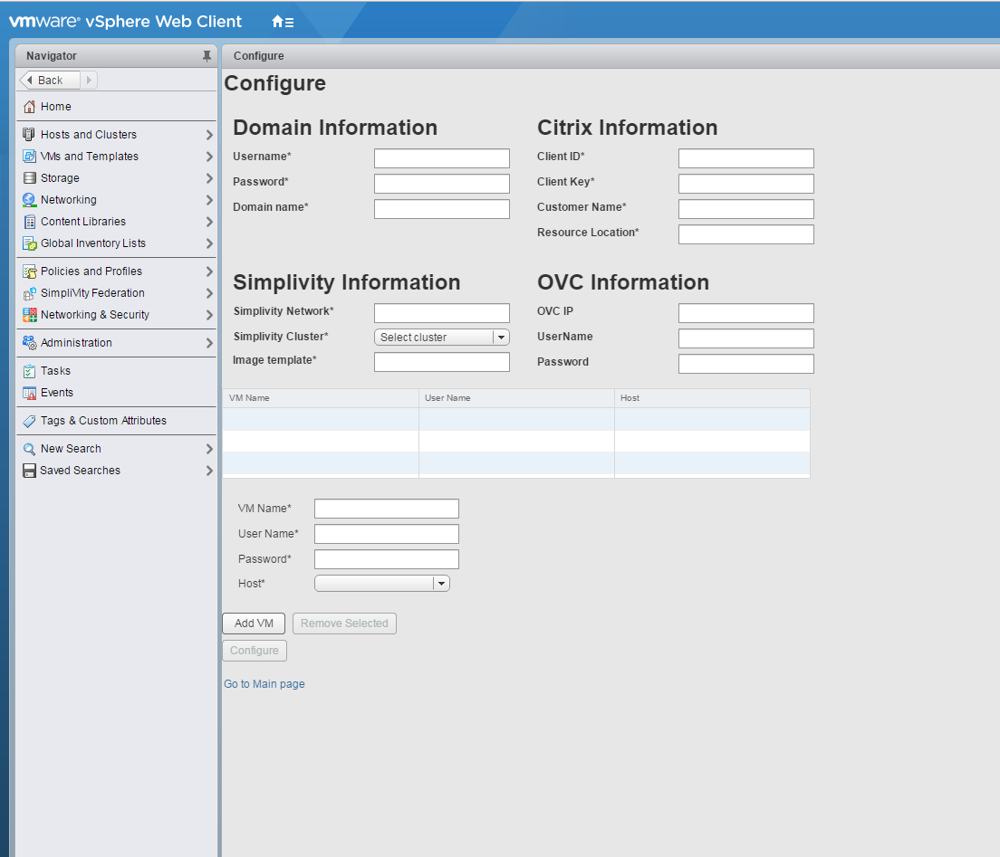 vmware® vSphere Web Client
Navigator
Back
Home
Hosts and Clusters
VMs and Templates
Storage
Networking
Content Libraries
Global Inventory Lists
Policies and Profiles
SimpliVity Federation
Networking & Security
Administration
Tasks
Events
Tags & Custom Attributes
New Search
Saved Searches
Configure
Configure
Domain Information
Username*
Password*
Domain name*
Citrix Information
Client ID*
Client Key*
Customer Name*
Resource Location*
Simplivity Information
Simplivity Network*
Simplivity Cluster* Select cluster
Image template*
OVC Information
OVC IP
UserName
Password
VM Name User Name Host
VM Name*
User Name*
Password*
Host*
Add VM Remove Selected
Configure
Go to Main page